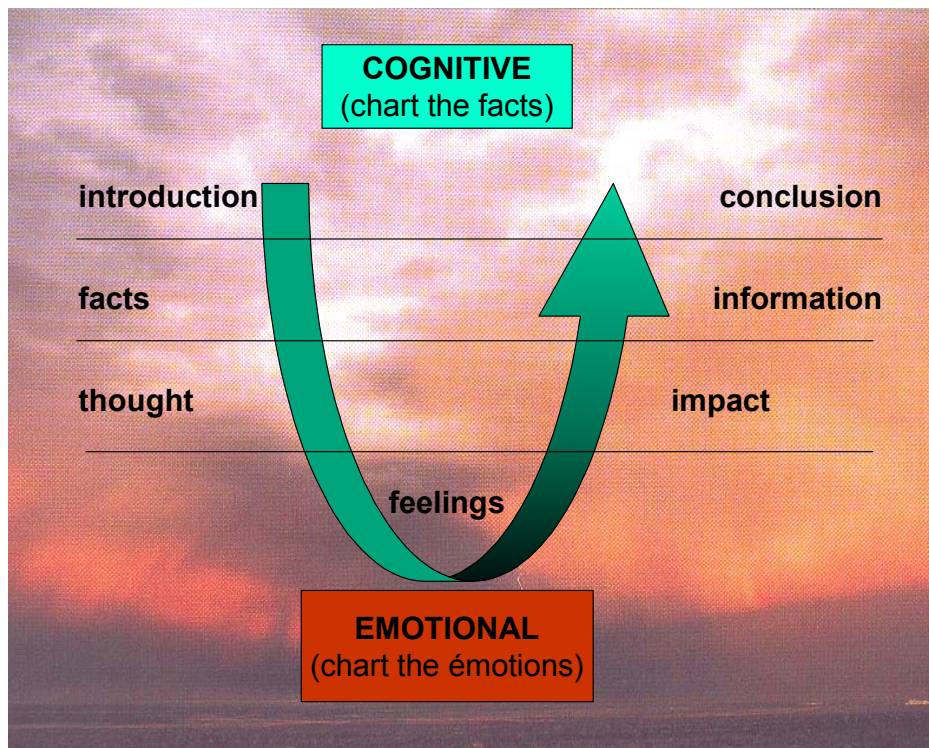 COGNITIVE
(chart the facts)
introduction
conclusion
facts
information
thought
impact
feelings
EMOTIONAL
(chart the émotions)